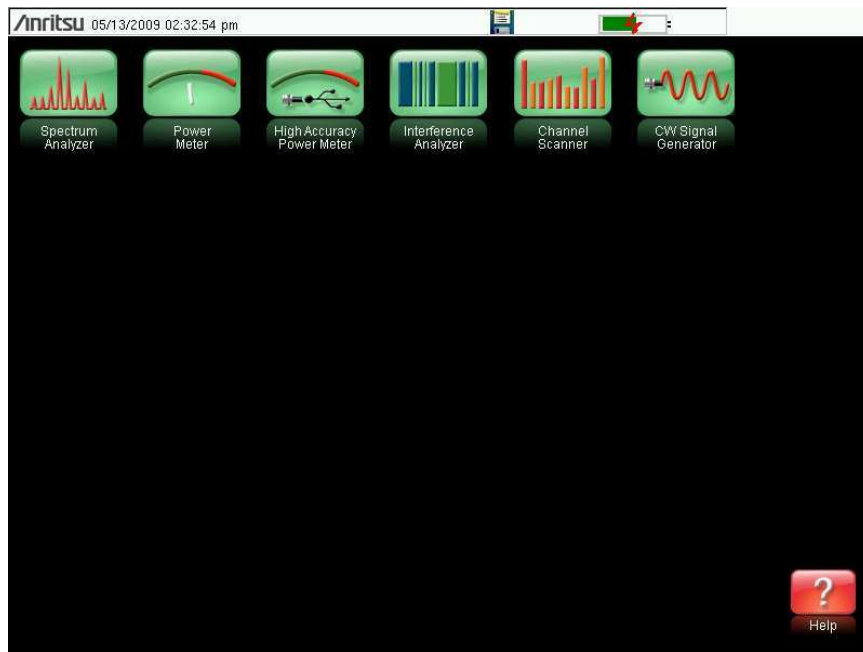 Anritsu 05/13/2009 02:32:54 pm
Spectrum
Analyzer
Power
Meter
High Accuracy
Power Meter
Interference
Analyzer
Channel
Scanner
CW Signal
Generator
?
Help